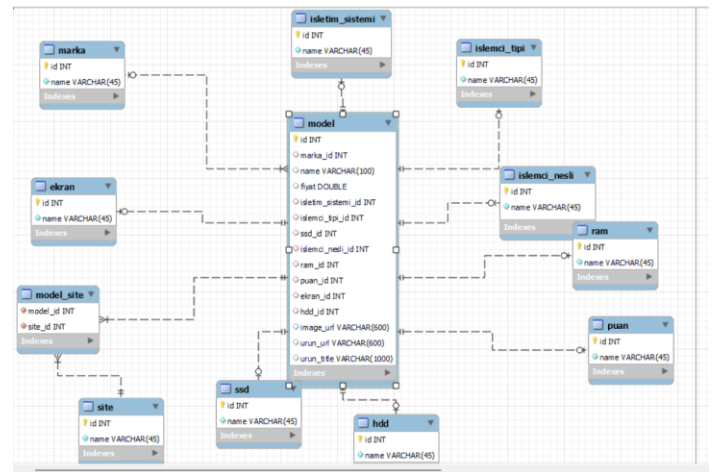 isletim_sistemi
id INT
name VARCHAR(45)
Indexes
marka
id INT
name VARCHAR(45)
Indexes
islemci_tipi
id INT
name VARCHAR(45)
Indexes
model
id INT
marka_id INT
name VARCHAR(100)
fiyat DOUBLE
isletim_sistemi_id INT
islemci_tipi_id INT
ssd_id INT
islemci_nesli_id INT
ram_id INT
puan_id INT
ekran_id INT
hdd_id INT
image_url VARCHAR(600)
urun_url VARCHAR(600)
urun_title VARCHAR(1000)
Indexes
ekran
id INT
name VARCHAR(45)
Indexes
islemci_nesli
id INT
name VARCHAR(45)
Indexes
ram
id INT
name VARCHAR(45)
Indexes
model_site
model_id INT
site_id INT
Indexes
puan
id INT
name VARCHAR(45)
Indexes
ssd
id INT
name VARCHAR(45)
Indexes
site
id INT
name VARCHAR(45)
Indexes
hdd
id INT
name VARCHAR(45)